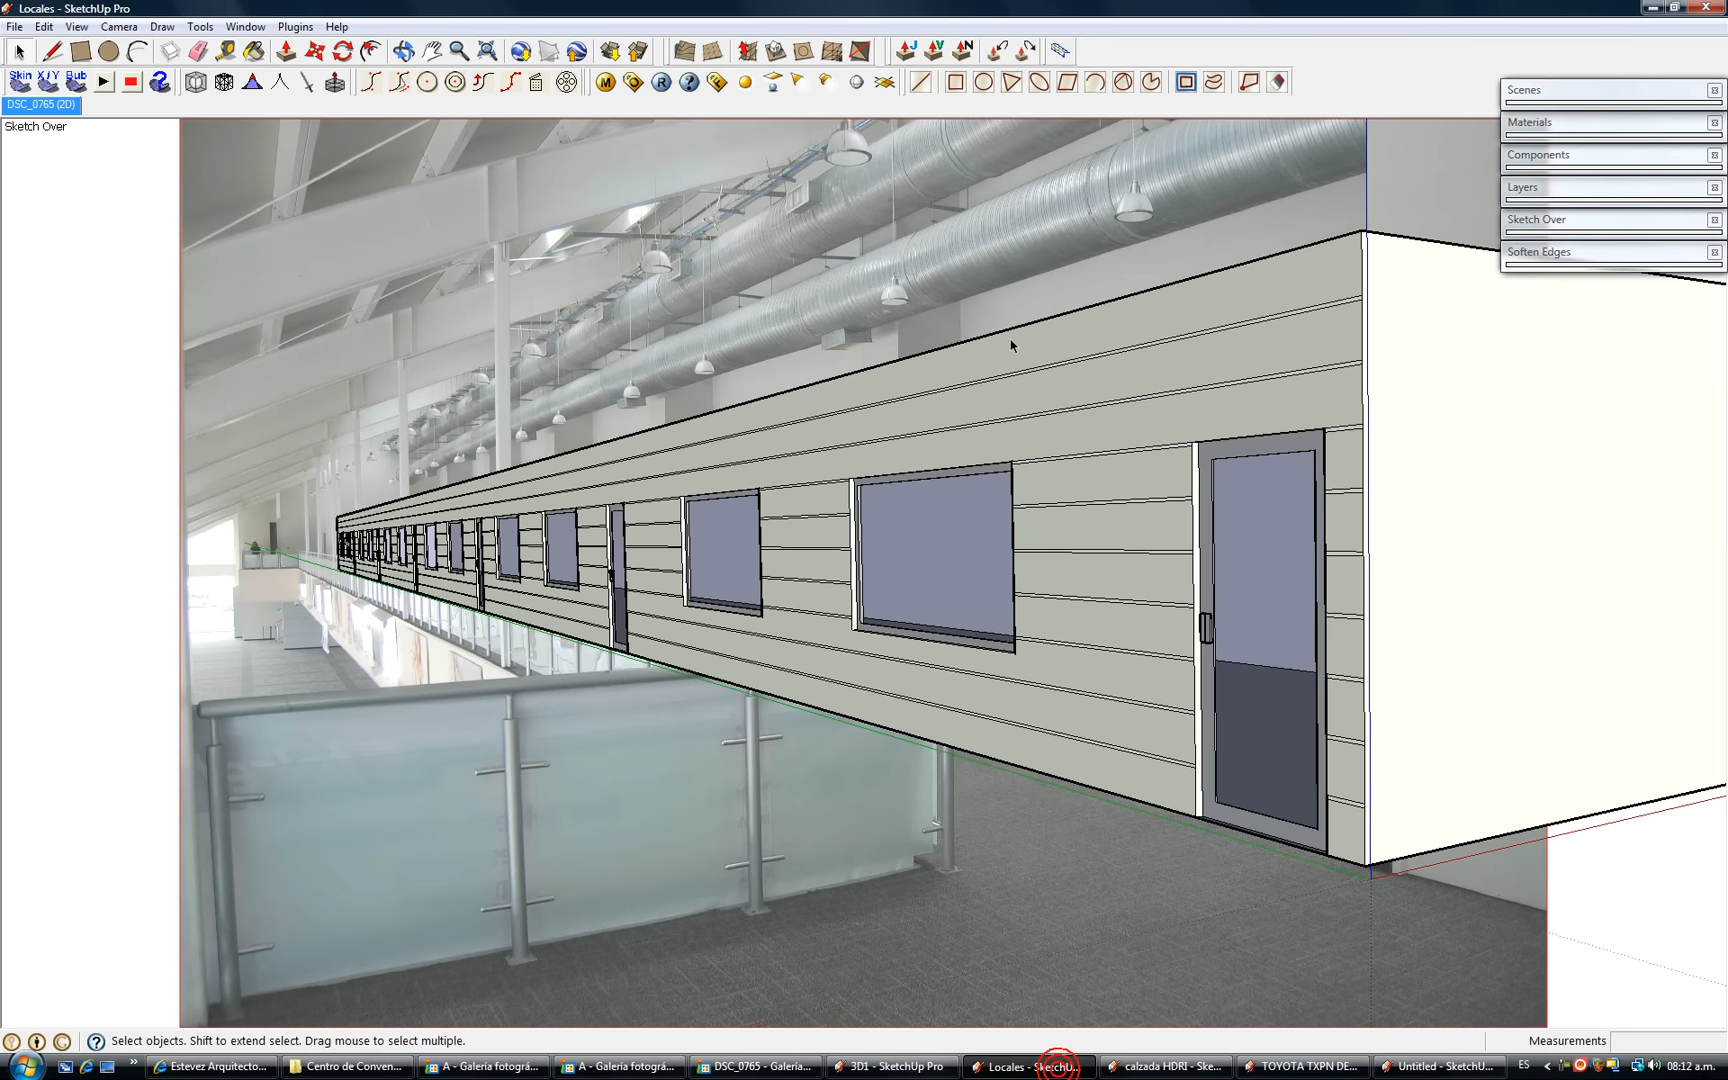 Locales - SketchUp Pro
File Edit View Camera Draw Tools Window Plugins Help
Skin X/Y Bub
J V N
M R
DSC_0765 (2D)
Sketch Over
Scenes
Materials
Components
Layers
Sketch Over
Soften Edges
Select objects. Shift to extend select. Drag mouse to select multiple.
Measurements
Estevez Arquitecto...
Centro de Conven...
A - Galería fotográ...
A - Galería fotográ...
DSC_0765 - Galería...
3D1 - SketchUp Pro
Locales - SketchU...
calzada HDRI - Ske...
TOYOTA TXPN DE...
Untitled - SketchU...
ES
08:12 a.m.